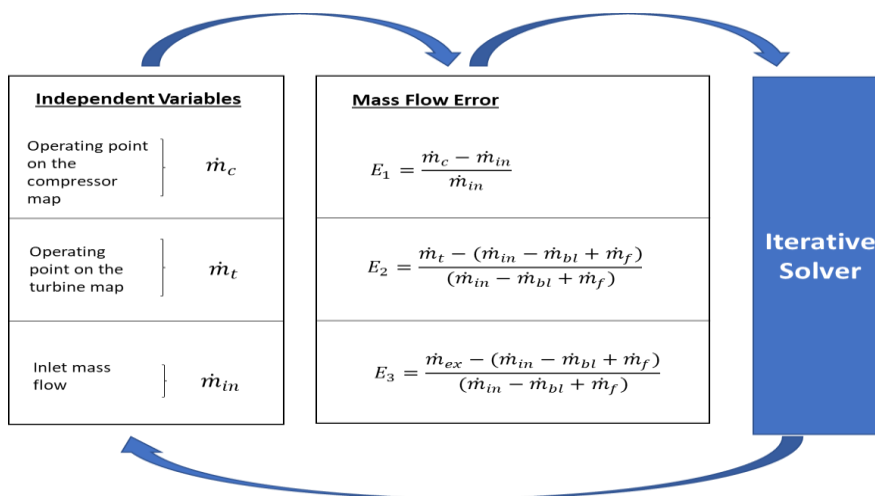 Independent Variables
Operating point
on the
compressor
map
ṁ_c
Operating
point on the
turbine map
ṁ_t
Inlet mass
flow
ṁ_in
Mass Flow Error
E_1 = (ṁ_c − ṁ_in) / ṁ_in
E_2 = (ṁ_t − (ṁ_in − ṁ_bl + ṁ_f)) / (ṁ_in − ṁ_bl + ṁ_f)
E_3 = (ṁ_ex − (ṁ_in − ṁ_bl + ṁ_f)) / (ṁ_in − ṁ_bl + ṁ_f)
Iterative
Solver